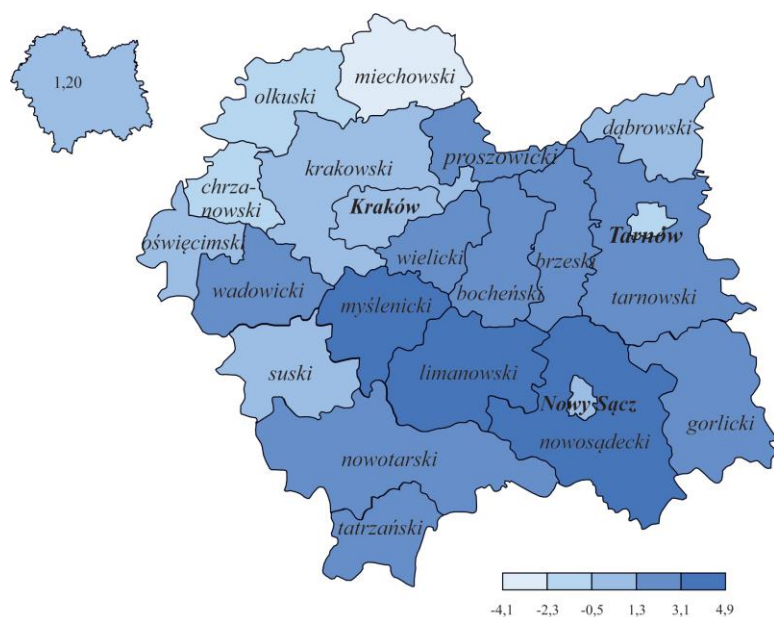 1,20
miechowski
olkuski
dąbrowski
proszowicki
krakowski
chrza-
nowski
Kraków
Tarnów
oświęcimski
wielicki
brzeski
wadowicki
bocheński
tarnowski
myślenicki
suski
limanowski
Nowy Sącz
gorlicki
nowosądecki
nowotarski
tatrzański
-4,1 -2,3 -0,5 1,3 3,1 4,9